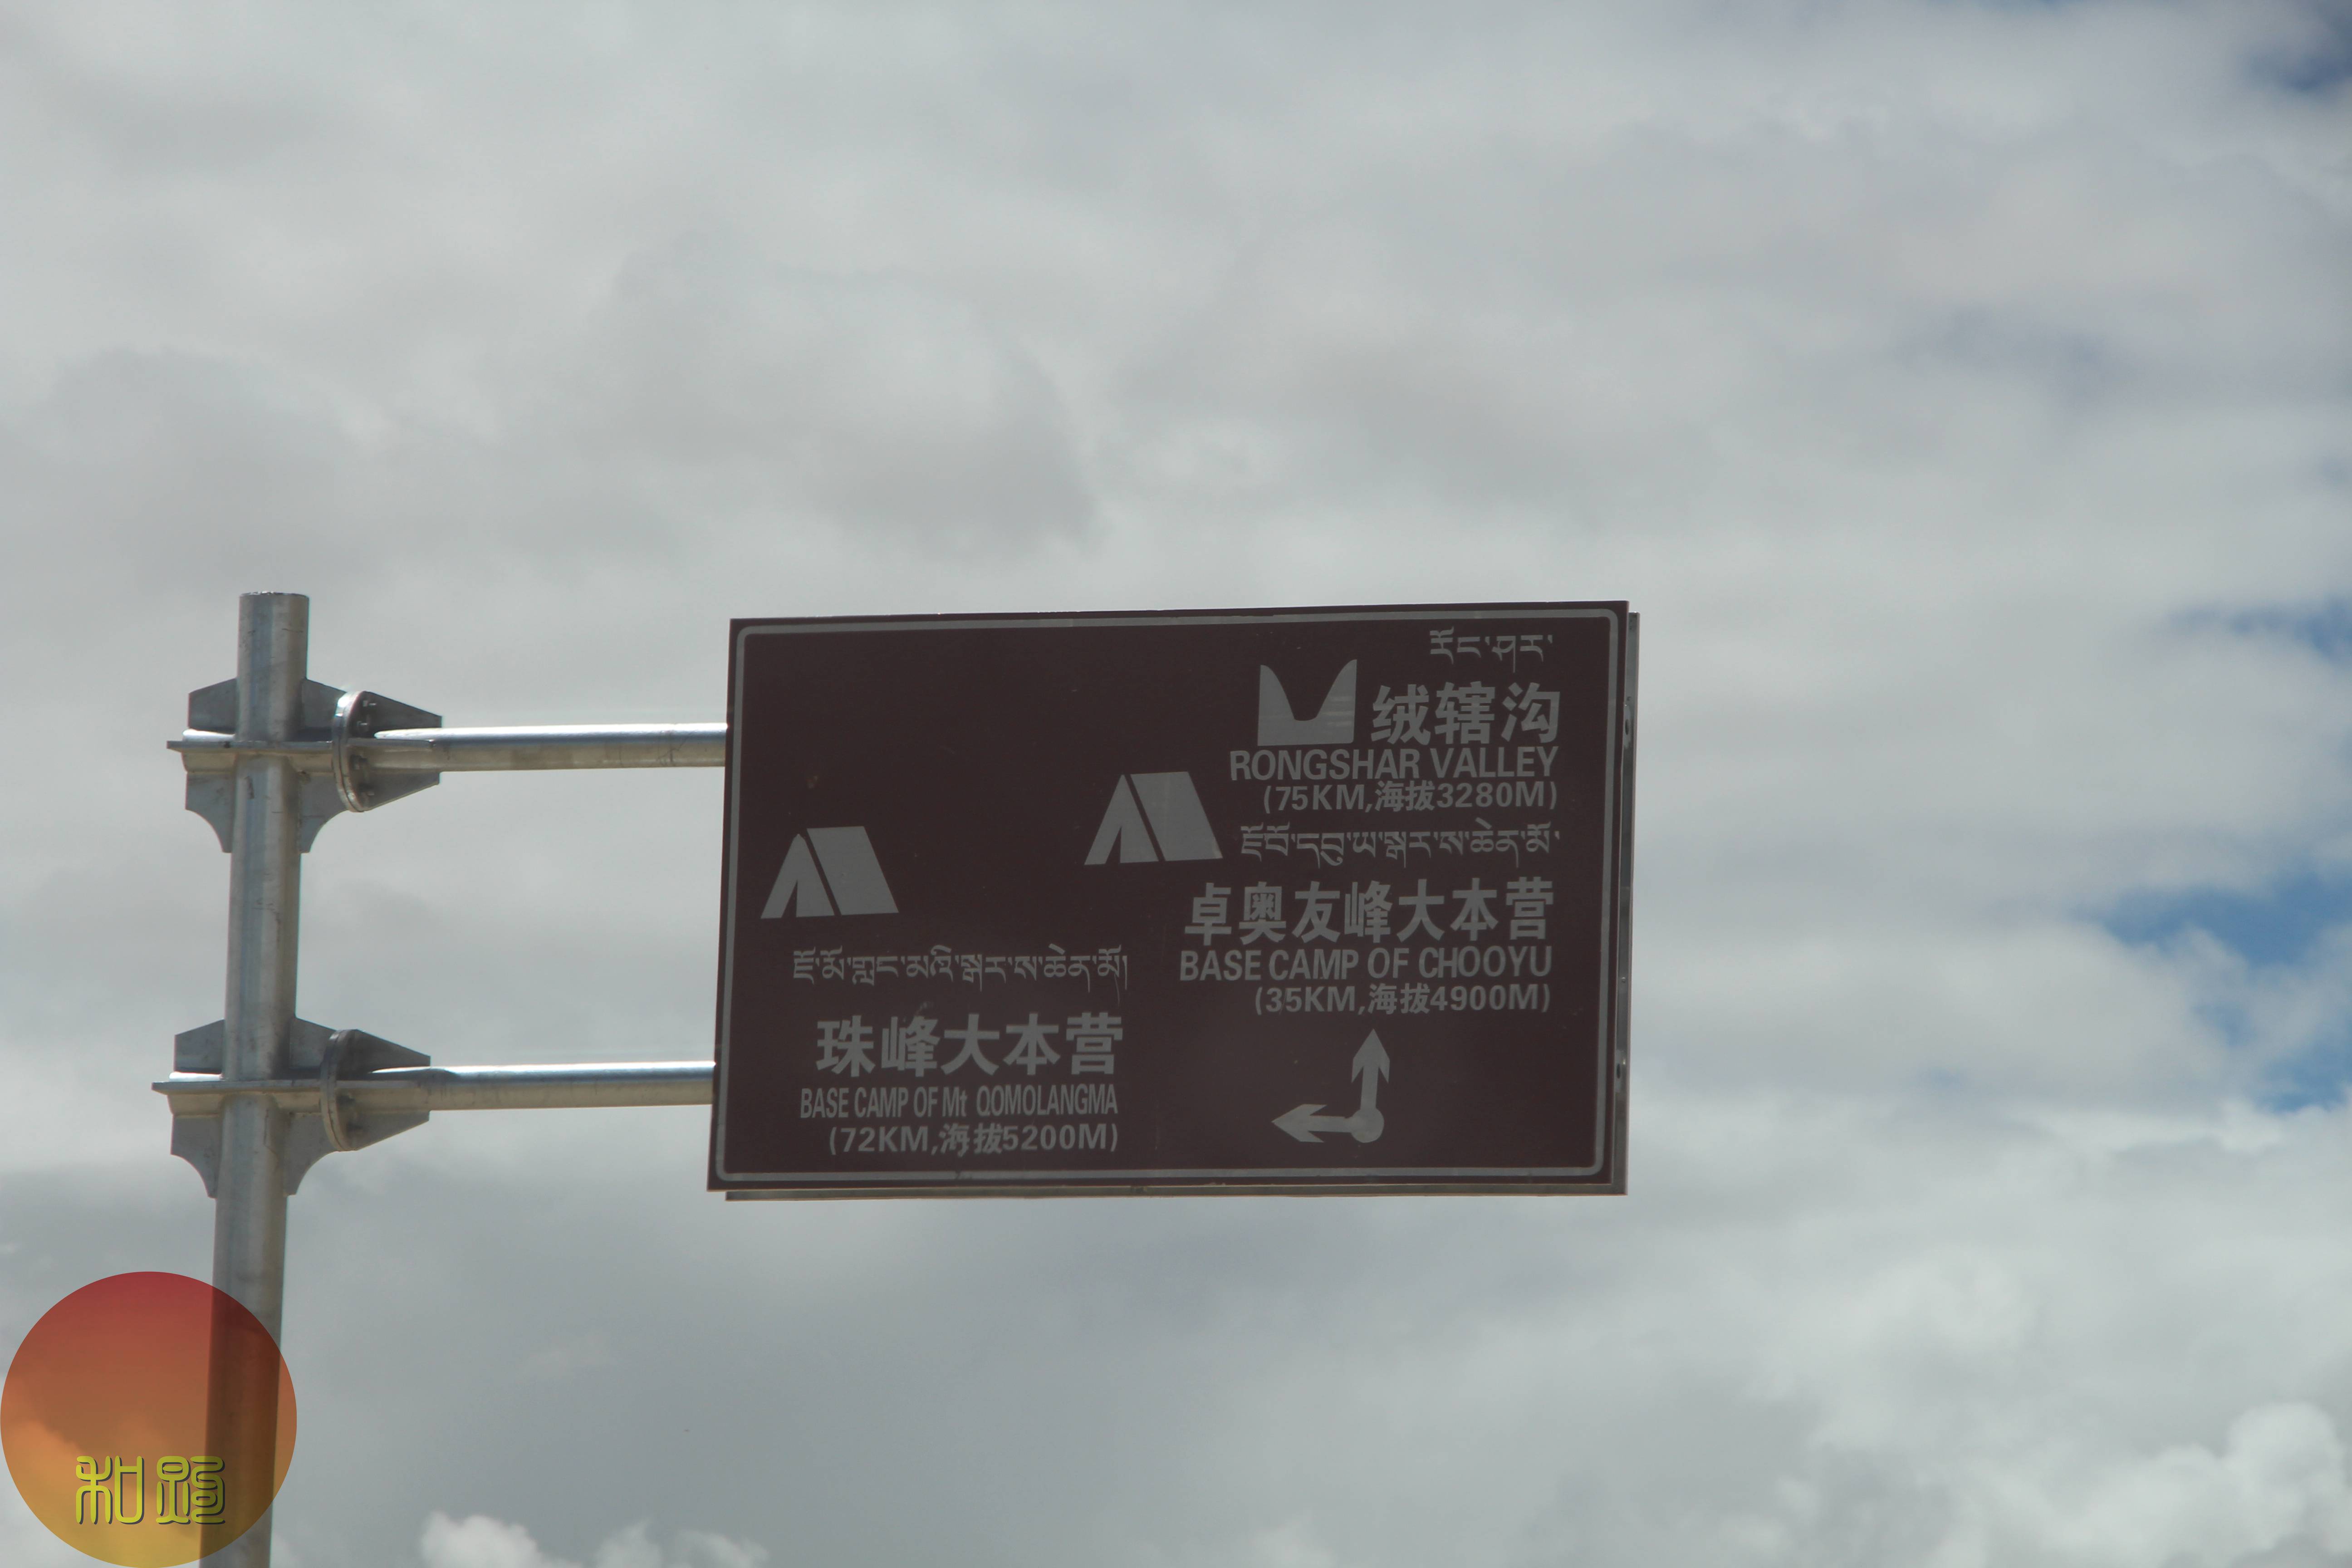 རོང་ཤར་
绒辖沟
RONGSHAR VALLEY
(75KM,海拔3280M)
ཇོ་བོ་དབུ་ཡ་སྒར་ས་ཆེན་མོ་
卓奥友峰大本营
BASE CAMP OF CHOOYU
(35KM,海拔4900M)
ཇོ་མོ་གླང་མའི་སྒར་ས་ཆེན་མོ།
珠峰大本营
BASE CAMP OF Mt QOMOLANGMA
(72KM,海拔5200M)